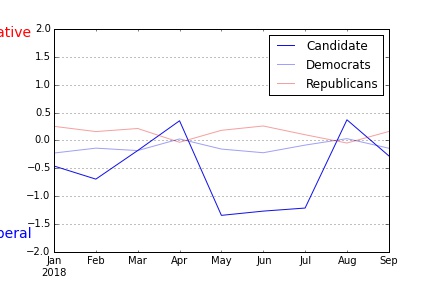 ative
2.0
1.5
1.0
0.5
0.0
−0.5
−1.0
−1.5
−2.0
beral
Candidate
Democrats
Republicans
Jan Feb Mar Apr May Jun Jul Aug Sep
2018